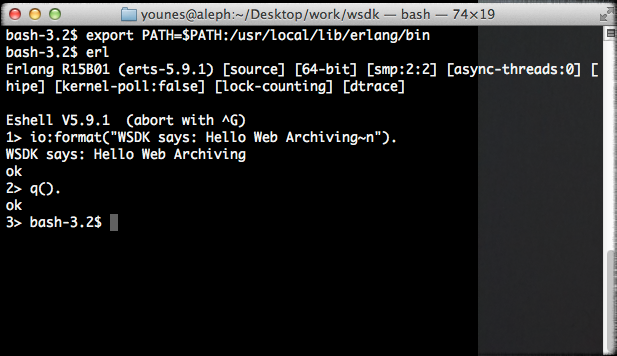 younes@aleph:~/Desktop/work/wsdk — bash — 74×19
bash-3.2$ export PATH=$PATH:/usr/local/lib/erlang/bin
bash-3.2$ erl
Erlang R15B01 (erts-5.9.1) [source] [64-bit] [smp:2:2] [async-threads:0] [
hipe] [kernel-poll:false] [lock-counting] [dtrace]
Eshell V5.9.1  (abort with ^G)
1> io:format("WSDK says: Hello Web Archiving~n").
WSDK says: Hello Web Archiving
ok
2> q().
ok
3> bash-3.2$